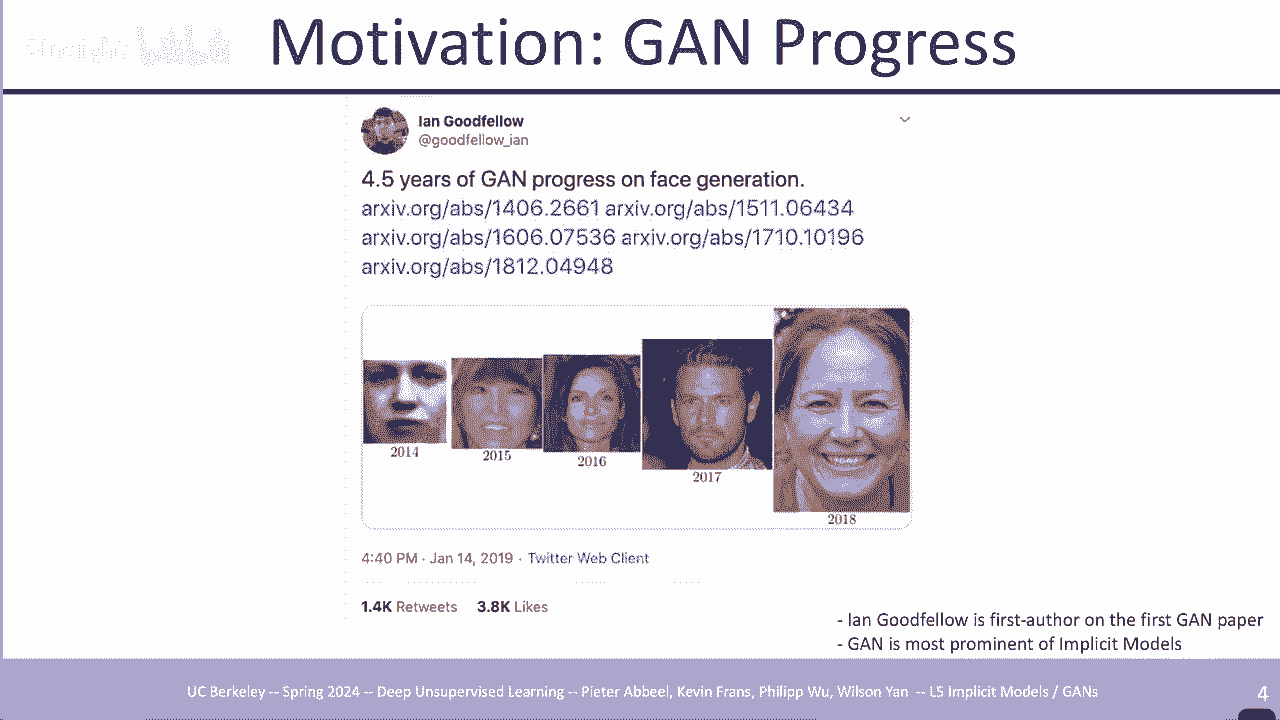 Motivation: GAN Progress
Ian Goodfellow
@goodfellow_ian
4.5 years of GAN progress on face generation.
arxiv.org/abs/1406.2661 arxiv.org/abs/1511.06434
arxiv.org/abs/1606.07536 arxiv.org/abs/1710.10196
arxiv.org/abs/1812.04948
2014
2015
2016
2017
2018
4:40 PM · Jan 14, 2019 · Twitter Web Client
1.4K Retweets 3.8K Likes
- Ian Goodfellow is first-author on the first GAN paper
- GAN is most prominent of Implicit Models
UC Berkeley -- Spring 2024 -- Deep Unsupervised Learning -- Pieter Abbeel, Kevin Frans, Philipp Wu, Wilson Yan -- L5 Implicit Models / GANs
4